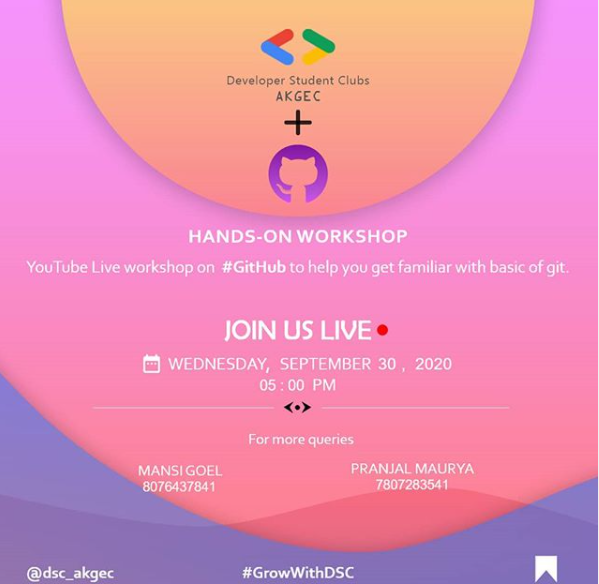 Developer Student Clubs
AKGEC
HANDS-ON WORKSHOP
YouTube Live workshop on #GitHub to help you get familiar with basic of git.
JOIN US LIVE
WEDNESDAY, SEPTEMBER 30 , 2020
05 : 00 PM
For more queries
MANSI GOEL
8076437841
PRANJAL MAURYA
7807283541
@dsc_akgec
#GrowWithDSC